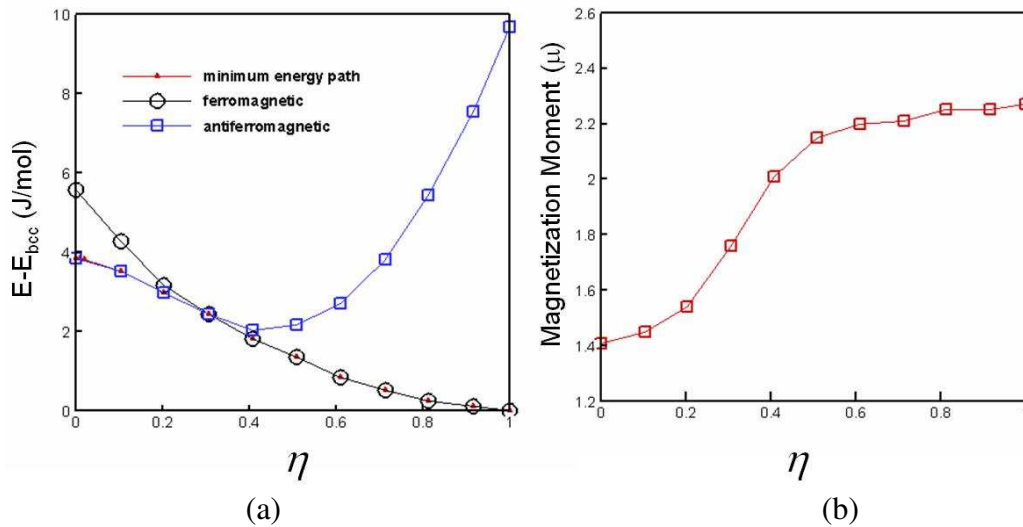 10
8
6
4
2
0
E-E_bcc (J/mol)
minimum energy path
ferromagnetic
antiferromagnetic
0 0.2 0.4 0.6 0.8 1
η
(a)
2.6
2.4
2.2
2
1.8
1.6
1.4
1.2
Magnetization Moment (μ)
0 0.2 0.4 0.6 0.8 1
η
(b)